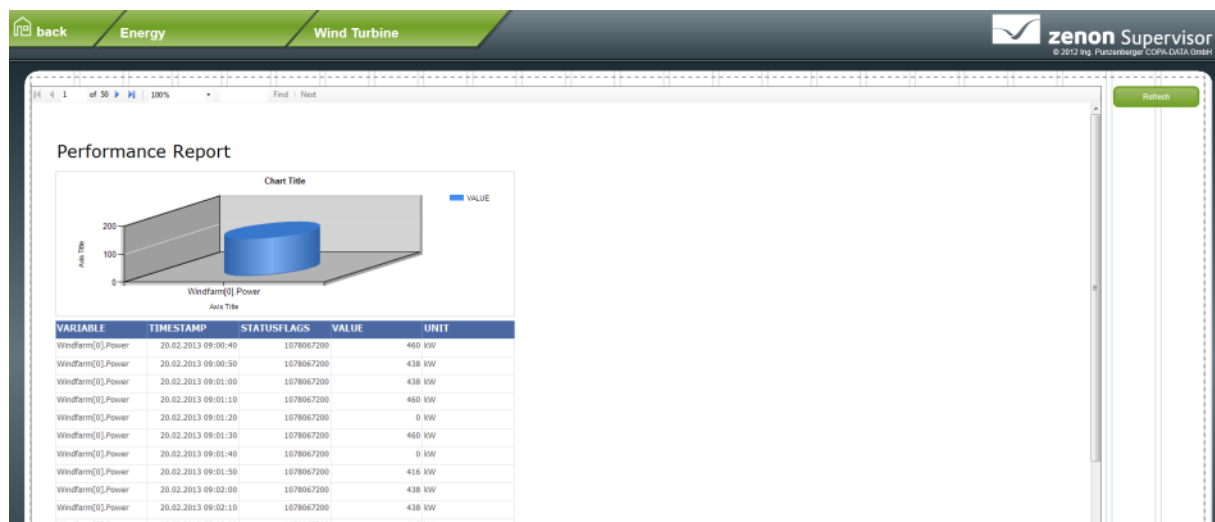 back Energy Wind Turbine
zenon Supervisor
© 2012 Ing. Punzenberger COPA-DATA GmbH
1 of 50 100% Find | Next
Refresh
Performance Report
Chart Title
VALUE
200
100
0
Axis Title
Windfarm[0].Power
Axis Title
VARIABLE TIMESTAMP STATUSFLAGS VALUE UNIT
Windfarm[0].Power 20.02.2013 09:00:40 1078067200 460 kW
Windfarm[0].Power 20.02.2013 09:00:50 1078067200 438 kW
Windfarm[0].Power 20.02.2013 09:01:00 1078067200 438 kW
Windfarm[0].Power 20.02.2013 09:01:10 1078067200 460 kW
Windfarm[0].Power 20.02.2013 09:01:20 1078067200 0 kW
Windfarm[0].Power 20.02.2013 09:01:30 1078067200 460 kW
Windfarm[0].Power 20.02.2013 09:01:40 1078067200 0 kW
Windfarm[0].Power 20.02.2013 09:01:50 1078067200 416 kW
Windfarm[0].Power 20.02.2013 09:02:00 1078067200 438 kW
Windfarm[0].Power 20.02.2013 09:02:10 1078067200 438 kW